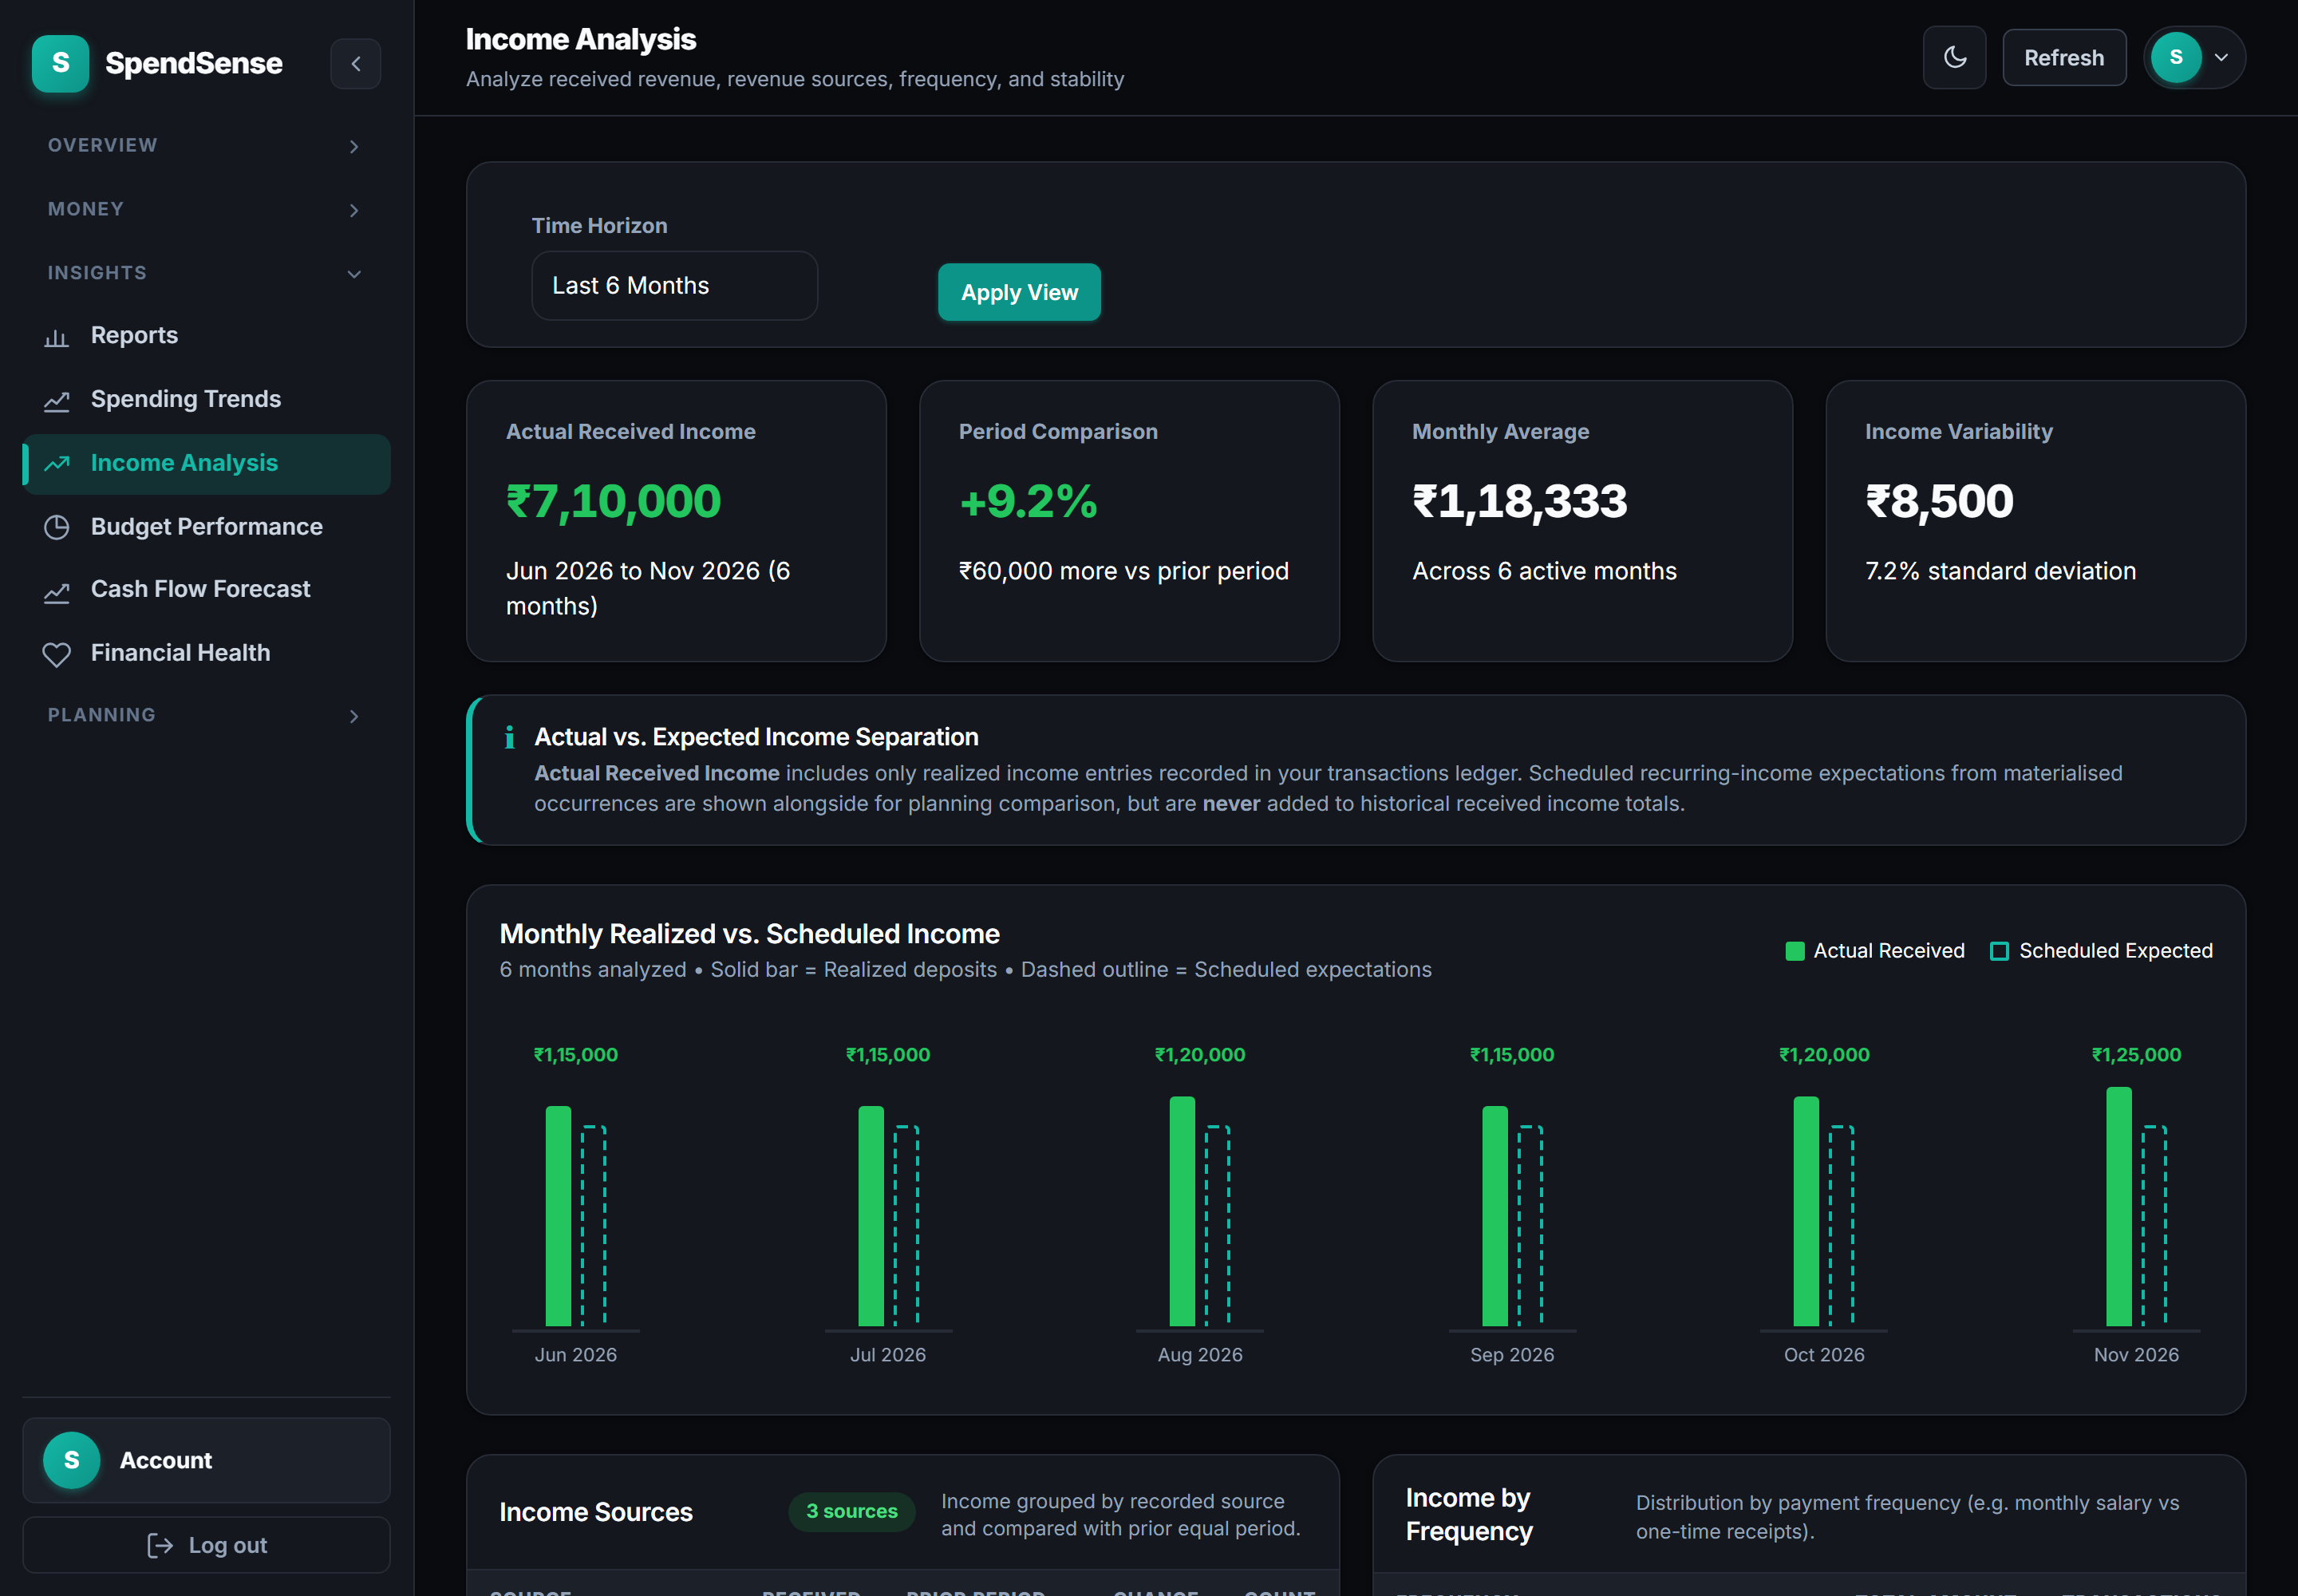 S
SpendSense
OVERVIEW
MONEY
INSIGHTS
Reports
Spending Trends
Income Analysis
Budget Performance
Cash Flow Forecast
Financial Health
PLANNING
S
Account
Log out
Income Analysis
Analyze received revenue, revenue sources, frequency, and stability
Refresh
S
Time Horizon
Last 6 Months
Apply View
Actual Received Income
₹7,10,000
Jun 2026 to Nov 2026 (6
months)
Period Comparison
+9.2%
₹60,000 more vs prior period
Monthly Average
₹1,18,333
Across 6 active months
Income Variability
₹8,500
7.2% standard deviation
Actual vs. Expected Income Separation
Actual Received Income includes only realized income entries recorded in your transactions ledger. Scheduled recurring-income expectations from materialised
occurrences are shown alongside for planning comparison, but are never added to historical received income totals.
Monthly Realized vs. Scheduled Income
6 months analyzed • Solid bar = Realized deposits • Dashed outline = Scheduled expectations
Actual Received
Scheduled Expected
₹1,15,000
₹1,15,000
₹1,20,000
₹1,15,000
₹1,20,000
₹1,25,000
Jun 2026
Jul 2026
Aug 2026
Sep 2026
Oct 2026
Nov 2026
Income Sources
3 sources
Income grouped by recorded source
and compared with prior equal period.
SOURCE RECEIVED PRIOR PERIOD CHANGE COUNT
Income by
Frequency
Distribution by payment frequency (e.g. monthly salary vs
one-time receipts).
FREQUENCY TOTAL AMOUNT TRANSACTIONS